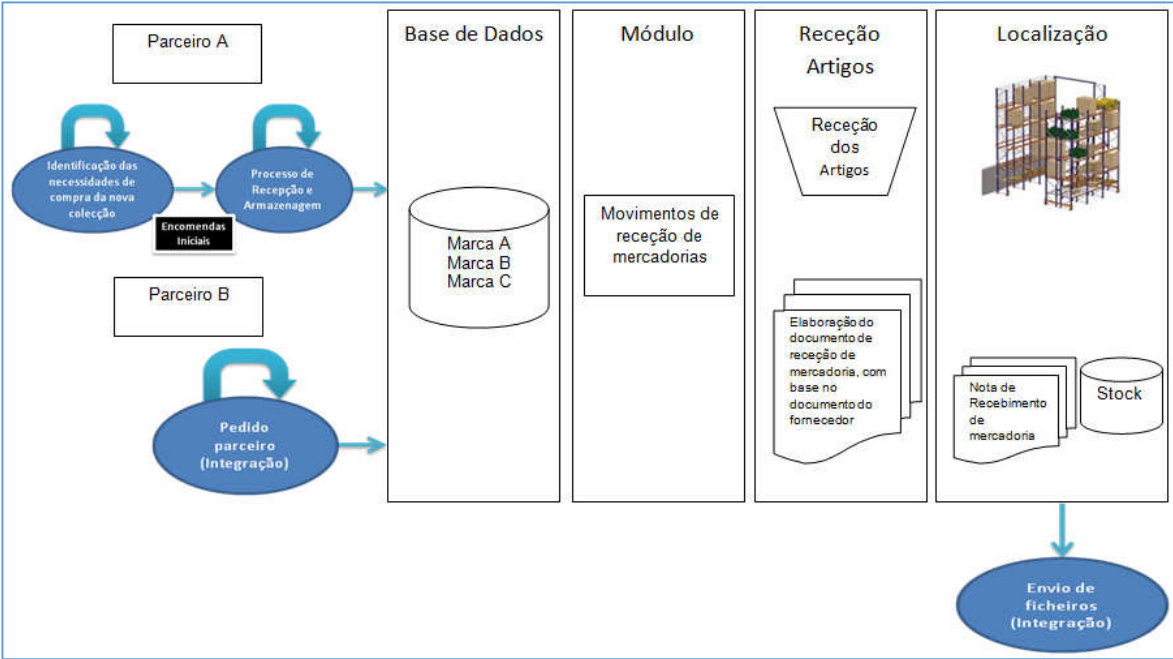 Parceiro A
Identificação das
necessidades de
compra da nova
colecção
Encomendas
Iniciais
Processo de
Recepção e
Armazenagem
Parceiro B
Pedido
parceiro
(Integração)
Base de Dados
Marca A
Marca B
Marca C
Módulo
Movimentos de
receção de
mercadorias
Receção
Artigos
Receção
dos
Artigos
Elaboração do
documento de
receção de
mercadoria, com
base no
documento do
fornecedor
Localização
Nota de
Recebimento
de
mercadoria
Stock
Envio de
ficheiros
(Integração)